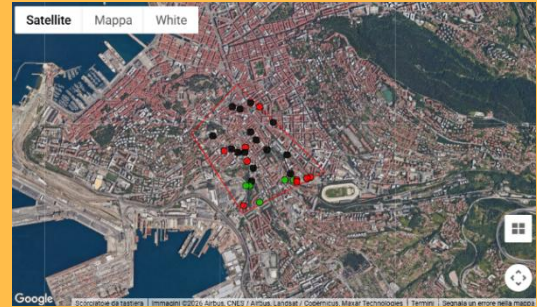 Satellite Mappa White
Google
Scorciatoie da tastiera Immagini ©2026 Airbus, CNES / Airbus, Landsat / Copernicus, Maxar Technologies Termini Segnala un errore nella mappa